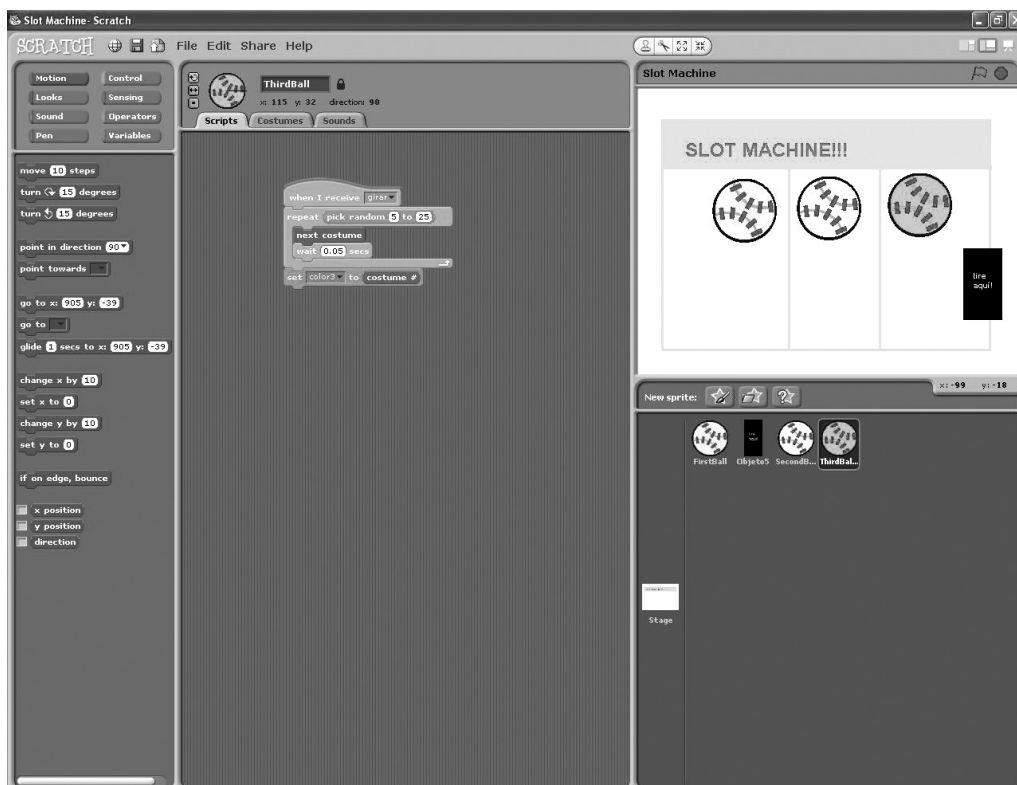 Slot Machine- Scratch
SCRATCH File Edit Share Help
Motion Control
Looks Sensing
Sound Operators
Pen Variables
move 10 steps
turn 15 degrees
turn 15 degrees
point in direction 90
point towards
go to x: 905 y: -39
go to
glide 1 secs to x: 905 y: -39
change x by 10
set x to 0
change y by 10
set y to 0
if on edge, bounce
x position
y position
direction
ThirdBall
x: 115 y: 32 direction: 90
Scripts Costumes Sounds
when I receive girar
repeat pick random 5 to 25
next costume
wait 0.05 secs
set color3 to costume #
Slot Machine
SLOT MACHINE!!!
tire
aquí!
x: -99 y: -18
New sprite:
FirstBall Objeto5 SecondB... ThirdBal...
Stage